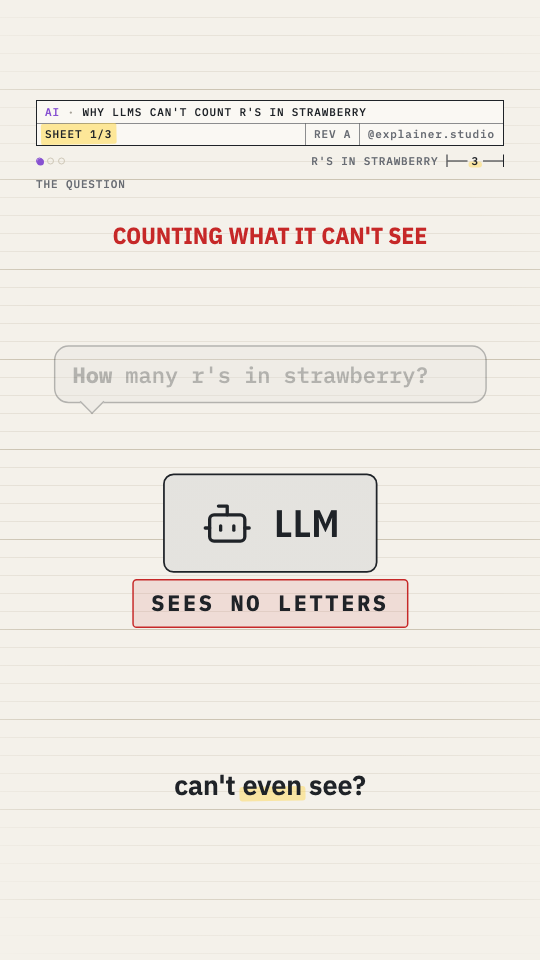 AI · WHY LLMS CAN'T COUNT R'S IN STRAWBERRY
SHEET 1/3 REV A @explainer.studio
R'S IN STRAWBERRY 3
THE QUESTION
COUNTING WHAT IT CAN'T SEE
How many r's in strawberry?
LLM
SEES NO LETTERS
can't even see?